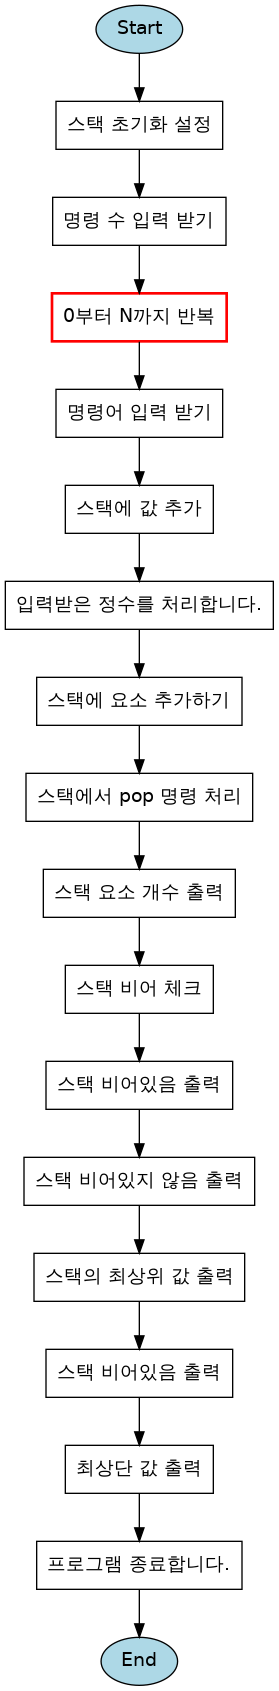 Start
스택 초기화 설정
명령 수 입력 받기
0부터 N까지 반복
명령어 입력 받기
스택에 값 추가
입력받은 정수를 처리합니다.
스택에 요소 추가하기
스택에서 pop 명령 처리
스택 요소 개수 출력
스택 비어 체크
스택 비어있음 출력
스택 비어있지 않음 출력
스택의 최상위 값 출력
스택 비어있음 출력
최상단 값 출력
프로그램 종료합니다.
End